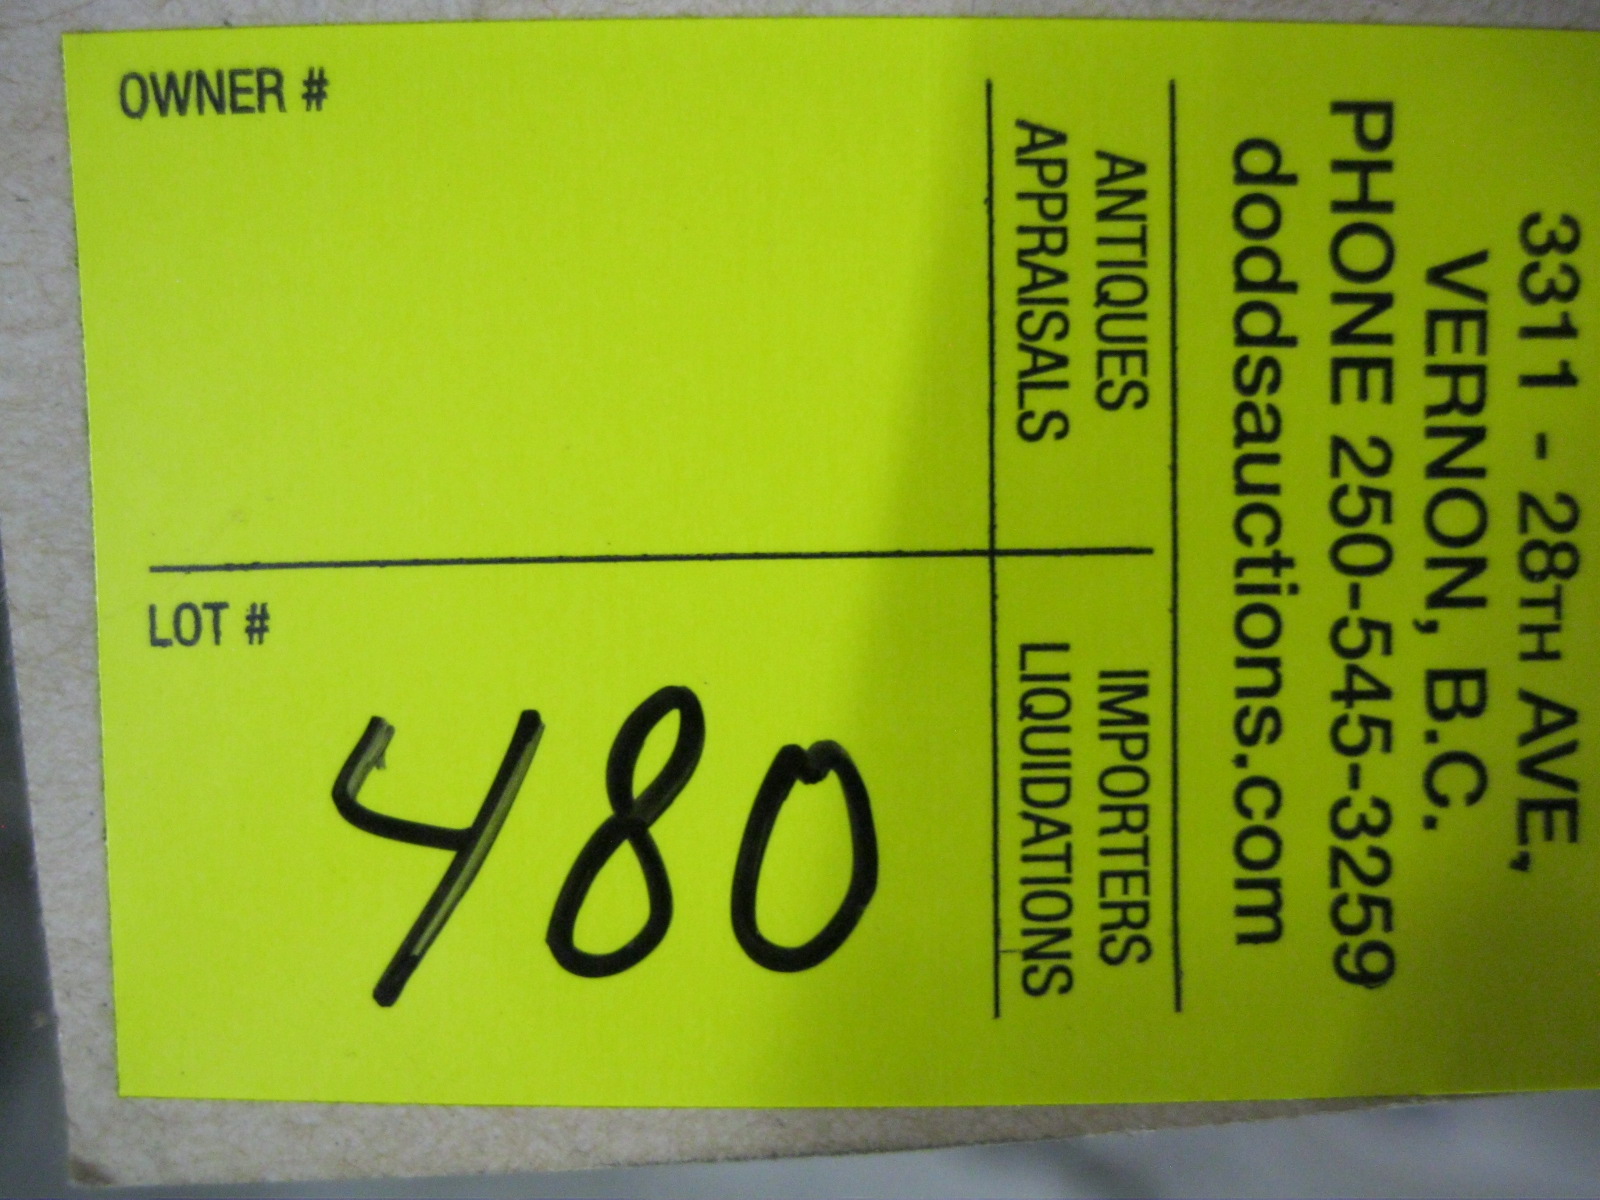 3311 - 28TH AVE,
VERNON, B.C.
PHONE 250-545-3259
doddsauctions.com
ANTIQUES
APPRAISALS
IMPORTERS
LIQUIDATIONS
OWNER #
LOT #
480